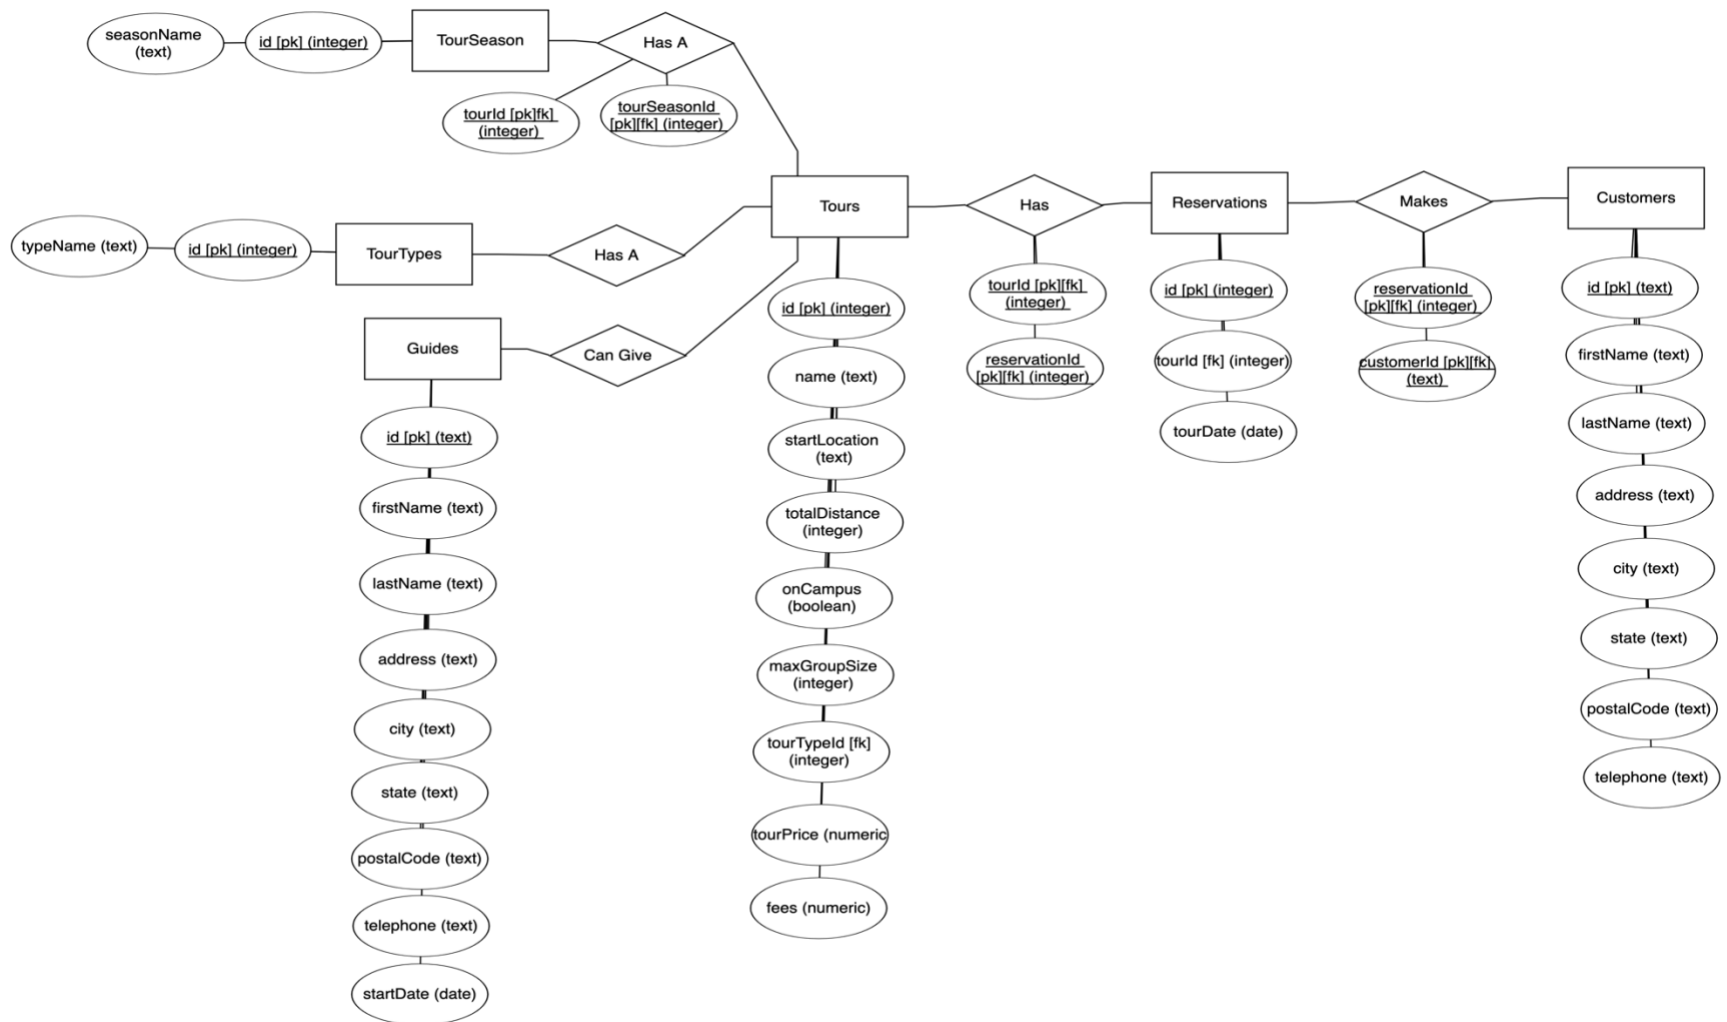 seasonName
(text)
id [pk] (integer)
TourSeason
Has A
tourId [pk]fk]
(integer)
tourSeasonId
[pk][fk] (integer)
typeName (text)
id [pk] (integer)
TourTypes
Has A
Guides
Can Give
id [pk] (text)
firstName (text)
lastName (text)
address (text)
city (text)
state (text)
postalCode (text)
telephone (text)
startDate (date)
Tours
id [pk] (integer)
name (text)
startLocation
(text)
totalDistance
(integer)
onCampus
(boolean)
maxGroupSize
(integer)
tourTypeId [fk]
(integer)
tourPrice (numeric
fees (numeric)
Has
tourId [pk][fk]
(integer)
reservationId
[pk][fk] (integer)
Reservations
id [pk] (integer)
tourId [fk] (integer)
tourDate (date)
Makes
reservationId
[pk][fk] (integer)
customerId [pk][fk]
(text)
Customers
id [pk] (text)
firstName (text)
lastName (text)
address (text)
city (text)
state (text)
postalCode (text)
telephone (text)